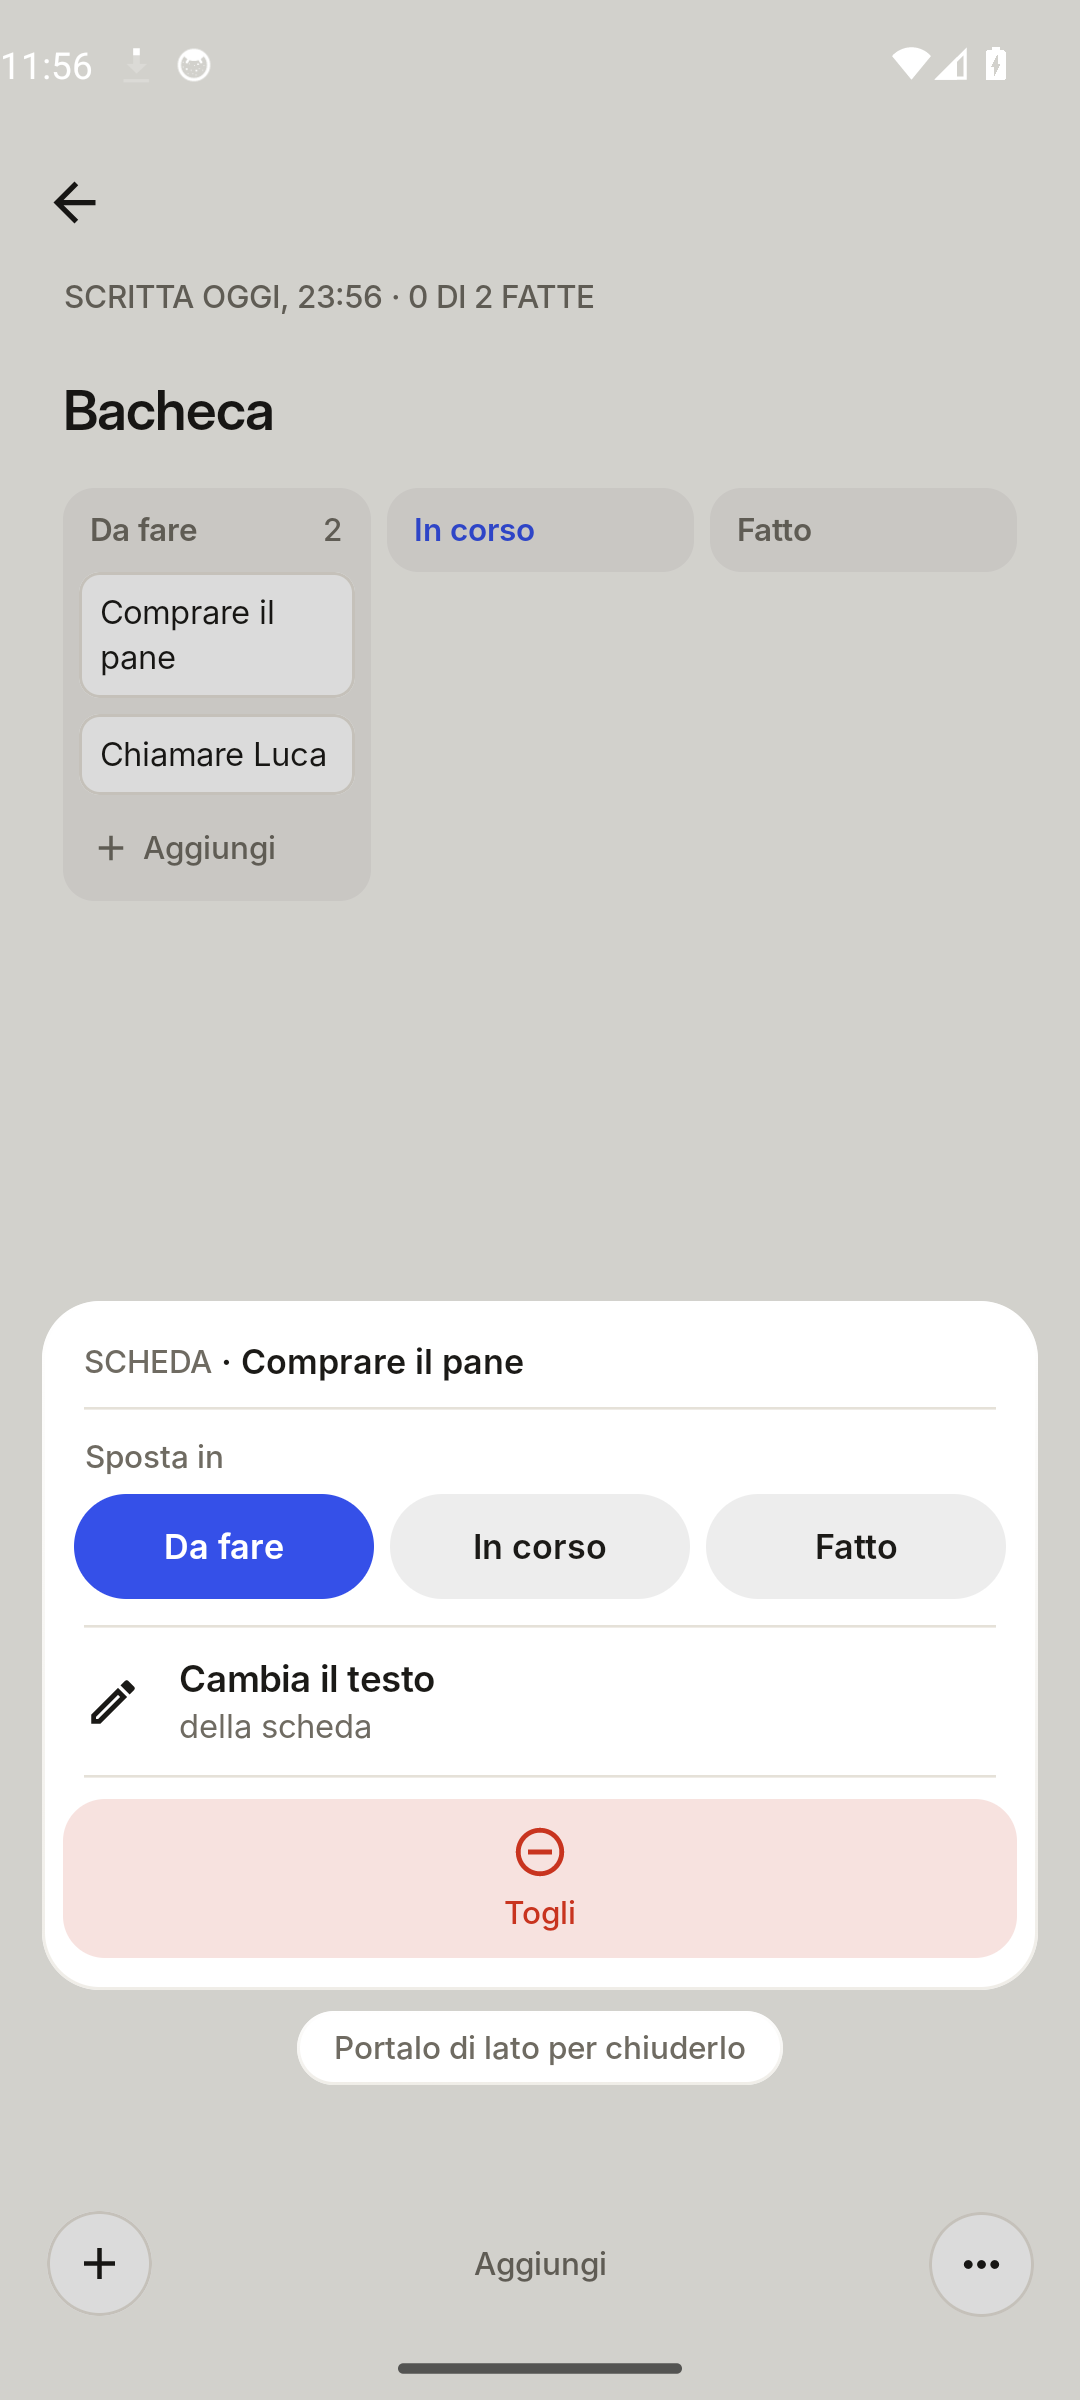 11:56
SCRITTA OGGI, 23:56 · 0 DI 2 FATTE
Bacheca
Da fare 2
In corso
Fatto
Comprare il
pane
Chiamare Luca
Aggiungi
SCHEDA · Comprare il pane
Sposta in
Da fare
In corso
Fatto
Cambia il testo
della scheda
Togli
Portalo di lato per chiuderlo
Aggiungi